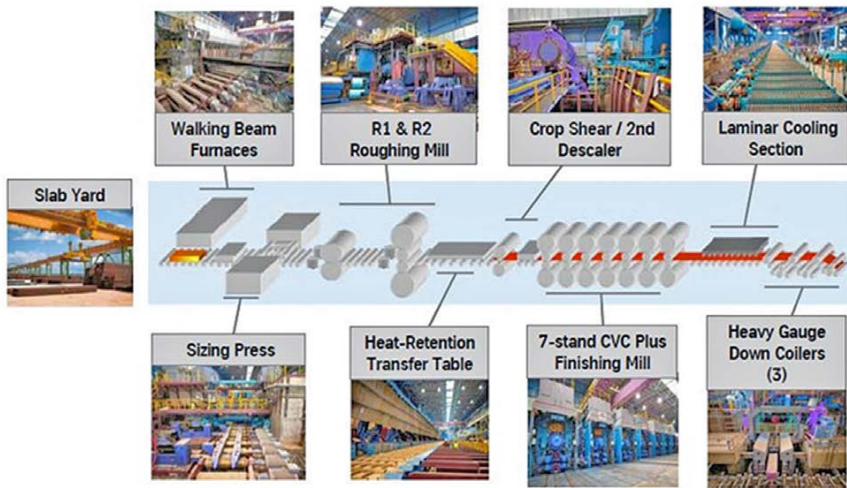 Walking Beam
Furnaces
R1 & R2
Roughing Mill
Crop Shear / 2nd
Descaler
Laminar Cooling
Section
Slab Yard
Sizing Press
Heat-Retention
Transfer Table
7-stand CVC Plus
Finishing Mill
Heavy Gauge
Down Coilers
(3)